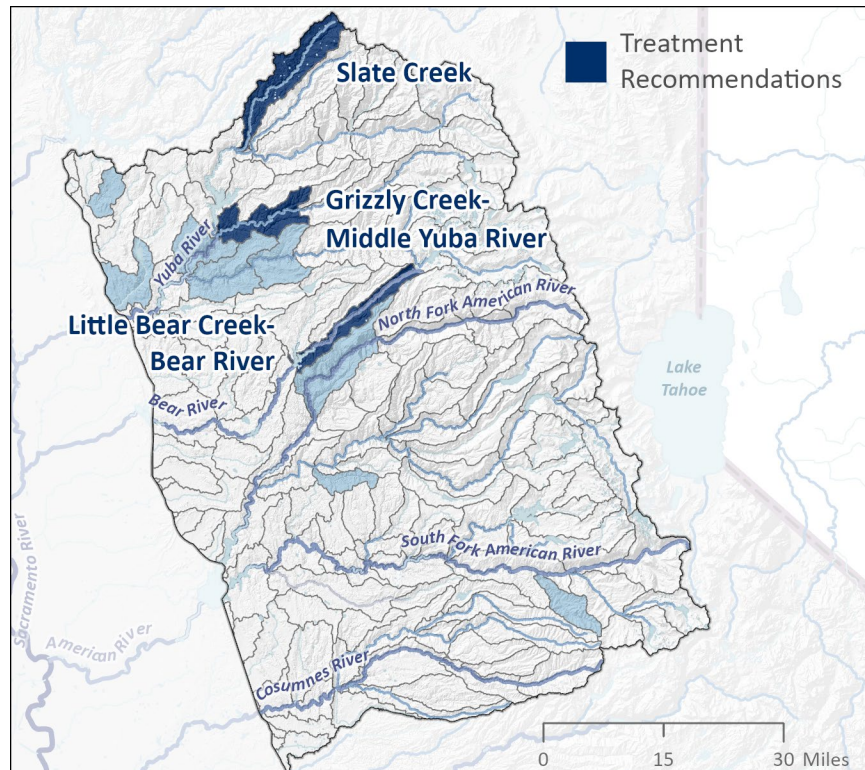 Treatment
Recommendations
Slate Creek
Grizzly Creek-
Middle Yuba River
Yuba River
Little Bear Creek-
Bear River
North Fork American River
Bear River
Lake
Tahoe
South Fork American River
Sacramento River
American River
Cosumnes River
0 15 30 Miles